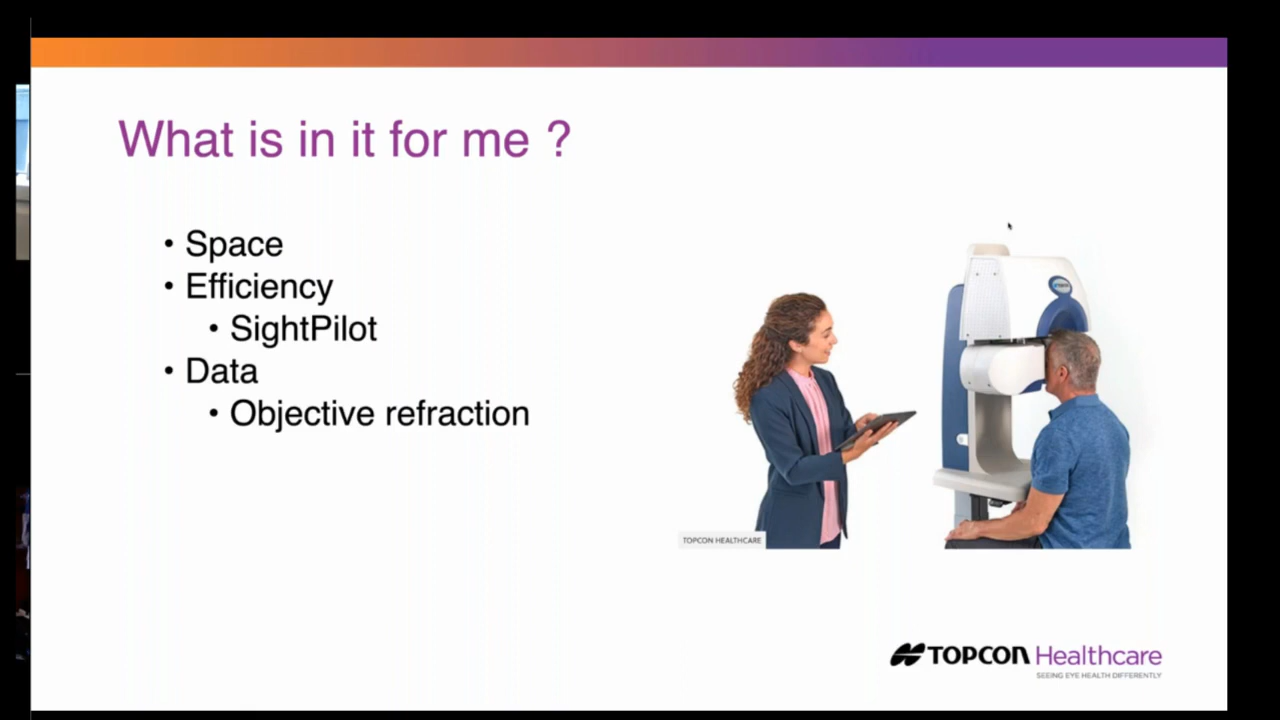 What is in it for me ?
• Space
• Efficiency
• SightPilot
• Data
• Objective refraction
TOPCON
TOPCON HEALTHCARE
TOPCON Healthcare
SEEING EYE HEALTH DIFFERENTLY